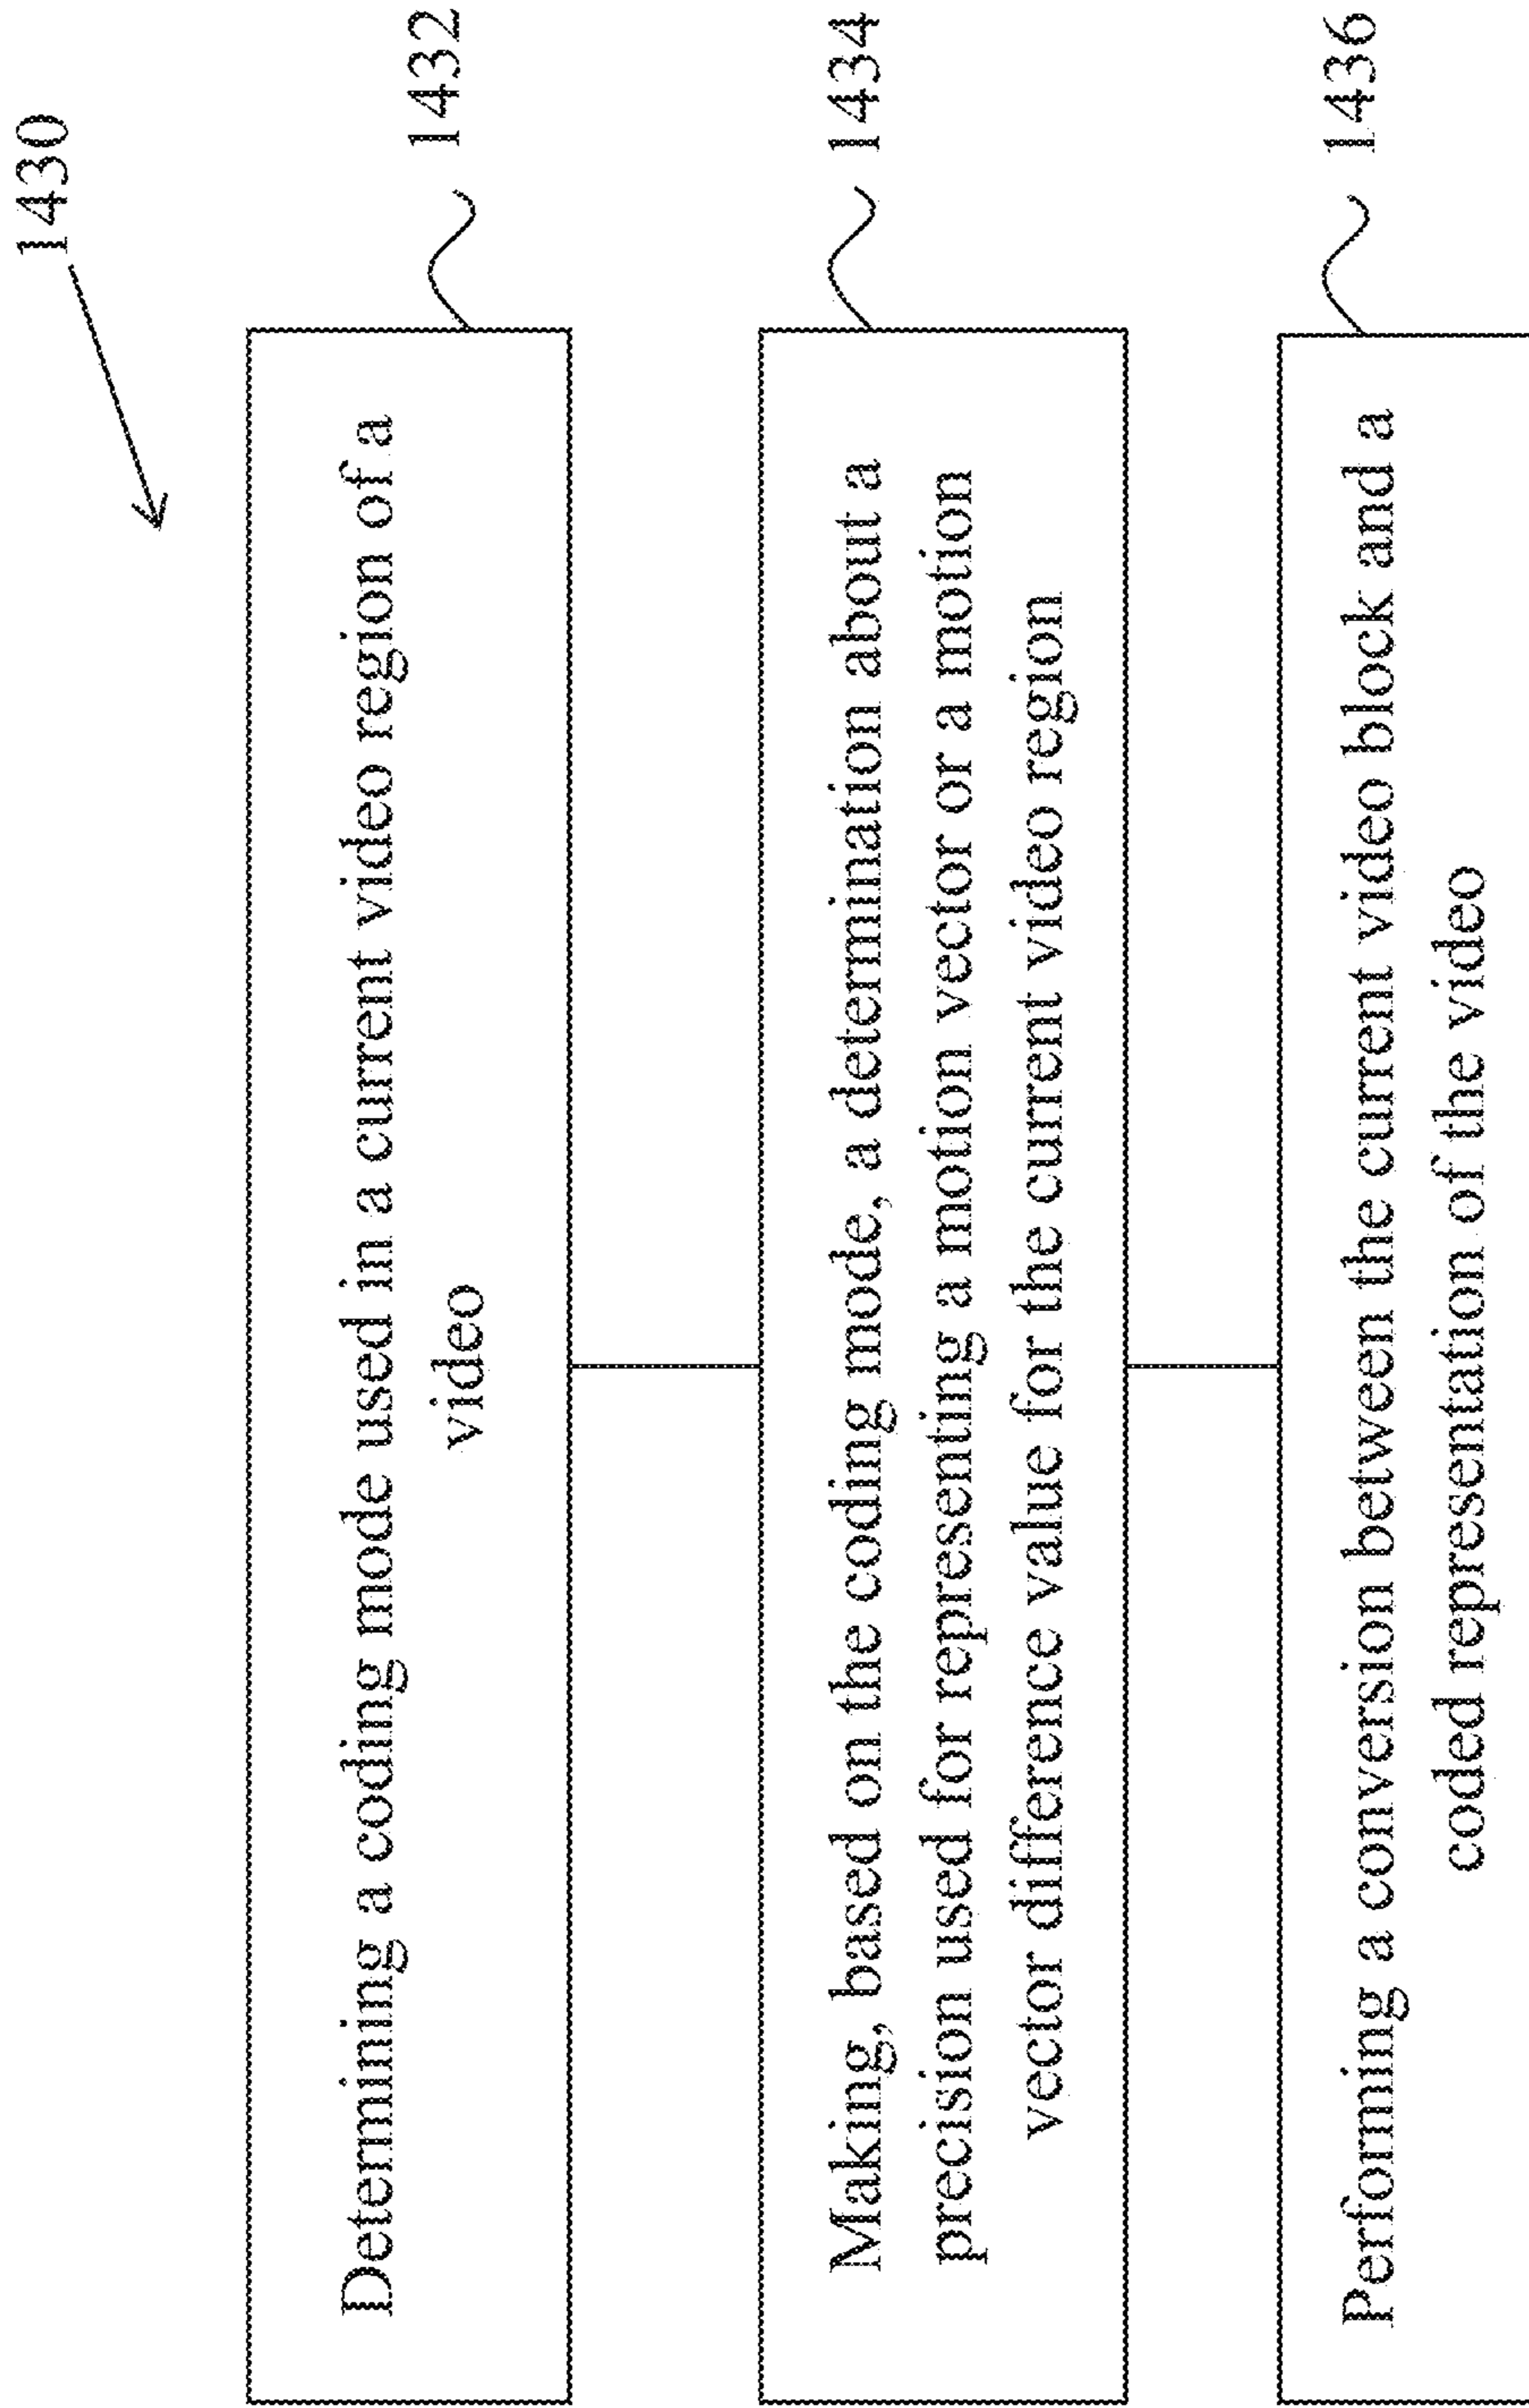 1430
Determining a coding mode used in a current video region of a
video
1432
Making, based on the coding mode, a determination about a
precision used for representing a motion vector or a motion
vector difference value for the current video region
1434
Performing a conversion between the current video block and a
coded representation of the video
1436